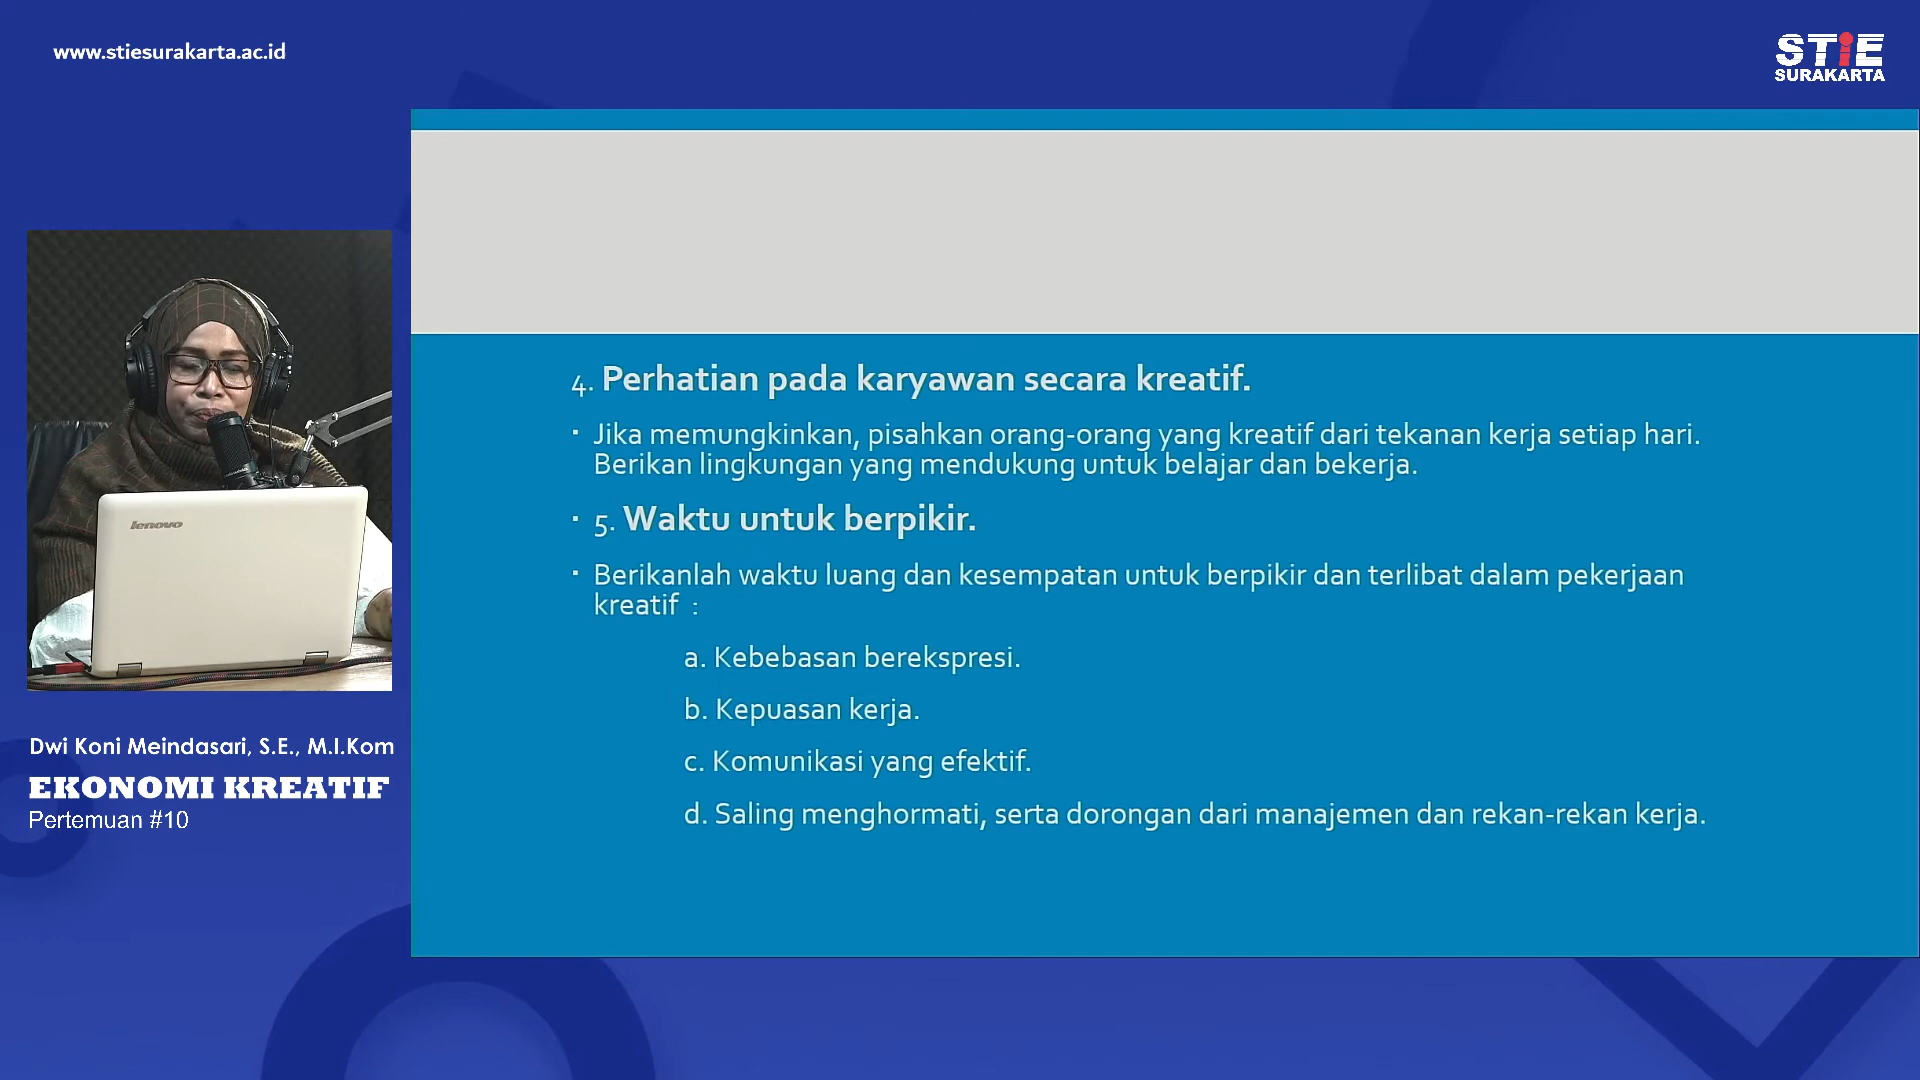 www.stiesurakarta.ac.id
STIE
SURAKARTA
4. Perhatian pada karyawan secara kreatif.
▪ Jika memungkinkan, pisahkan orang-orang yang kreatif dari tekanan kerja setiap hari.
Berikan lingkungan yang mendukung untuk belajar dan bekerja.
▪ 5. Waktu untuk berpikir.
▪ Berikanlah waktu luang dan kesempatan untuk berpikir dan terlibat dalam pekerjaan
kreatif :
a. Kebebasan berekspresi.
b. Kepuasan kerja.
c. Komunikasi yang efektif.
d. Saling menghormati, serta dorongan dari manajemen dan rekan-rekan kerja.
lenovo
Dwi Koni Meindasari, S.E., M.I.Kom
EKONOMI KREATIF
Pertemuan #10